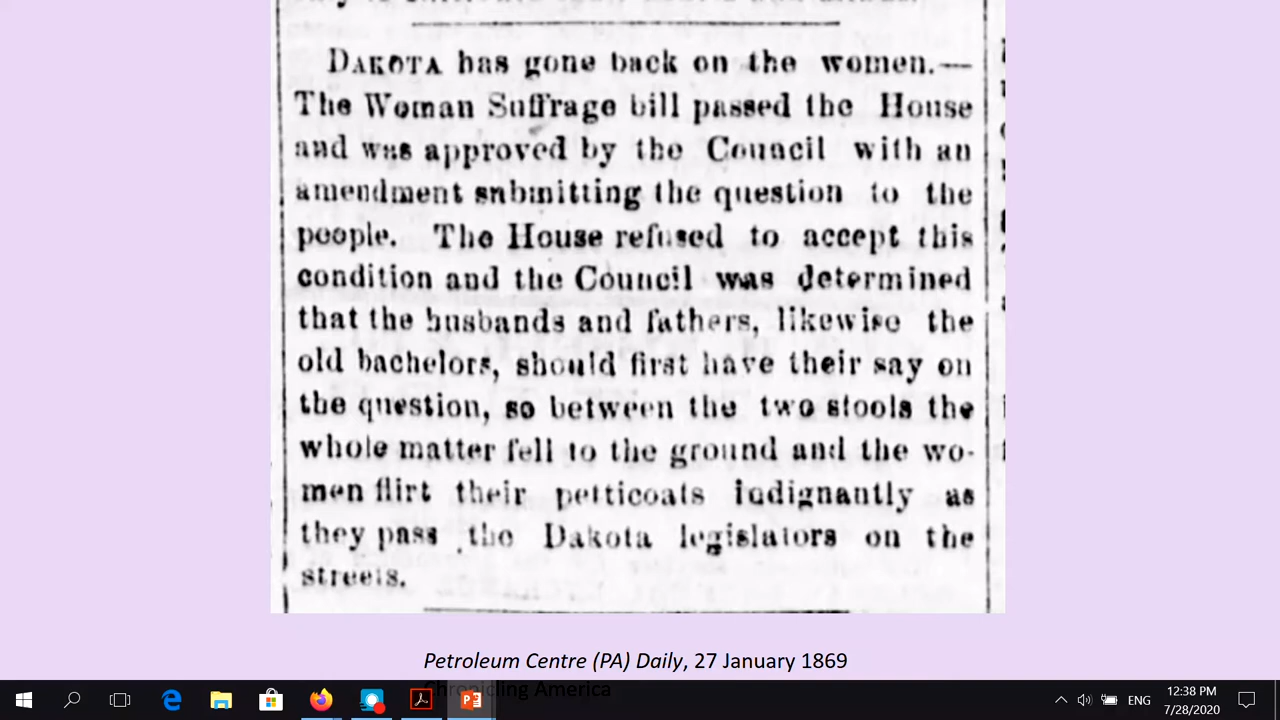 DAKOTA has gone back on the women.—
The Woman Suffrage bill passed the House
and was approved by the Council with an
amendment submitting the question to the
people. The House refused to accept this
condition and the Council was determined
that the husbands and fathers, likewise the
old bachelors, should first have their say on
the question, so between the two stools the
whole matter fell to the ground and the wo-
men flirt their petticoats indignantly as
they pass the Dakota legislators on the
streets.
Petroleum Centre (PA) Daily, 27 January 1869
Chronicling America
ENG
12:38 PM
7/28/2020